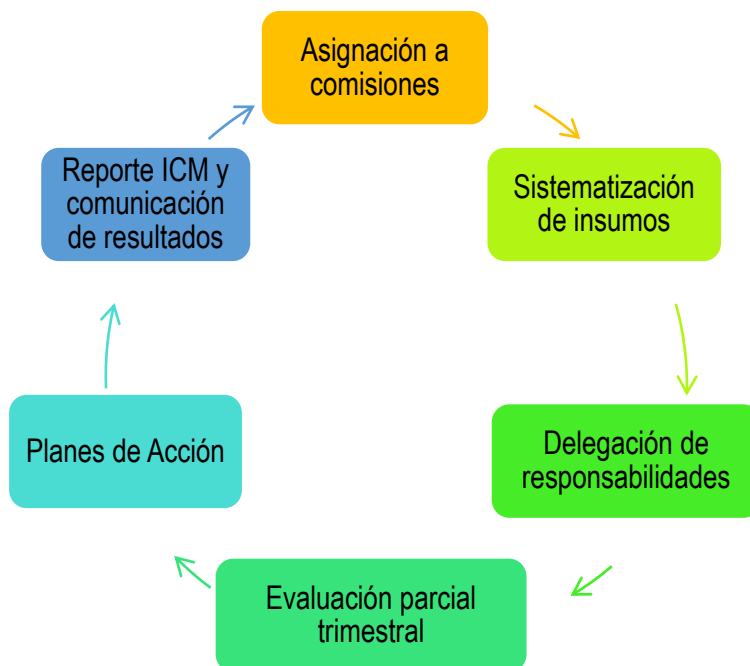 Asignación a
comisiones
Sistematización
de insumos
Delegación de
responsabilidades
Evaluación parcial
trimestral
Planes de Acción
Reporte ICM y
comunicación
de resultados